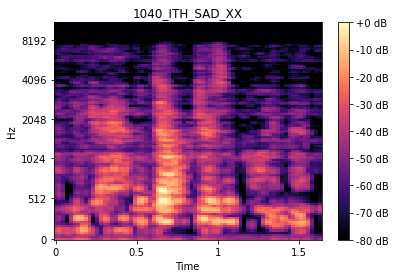 1040_ITH_SAD_XX
+0 dB
8192
-10 dB
4096
-20 dB
-30 dB
2048
Hz
-40 dB
1024
-50 dB
512
-60 dB
-70 dB
0
-80 dB
0
0.5
1
1.5
Time